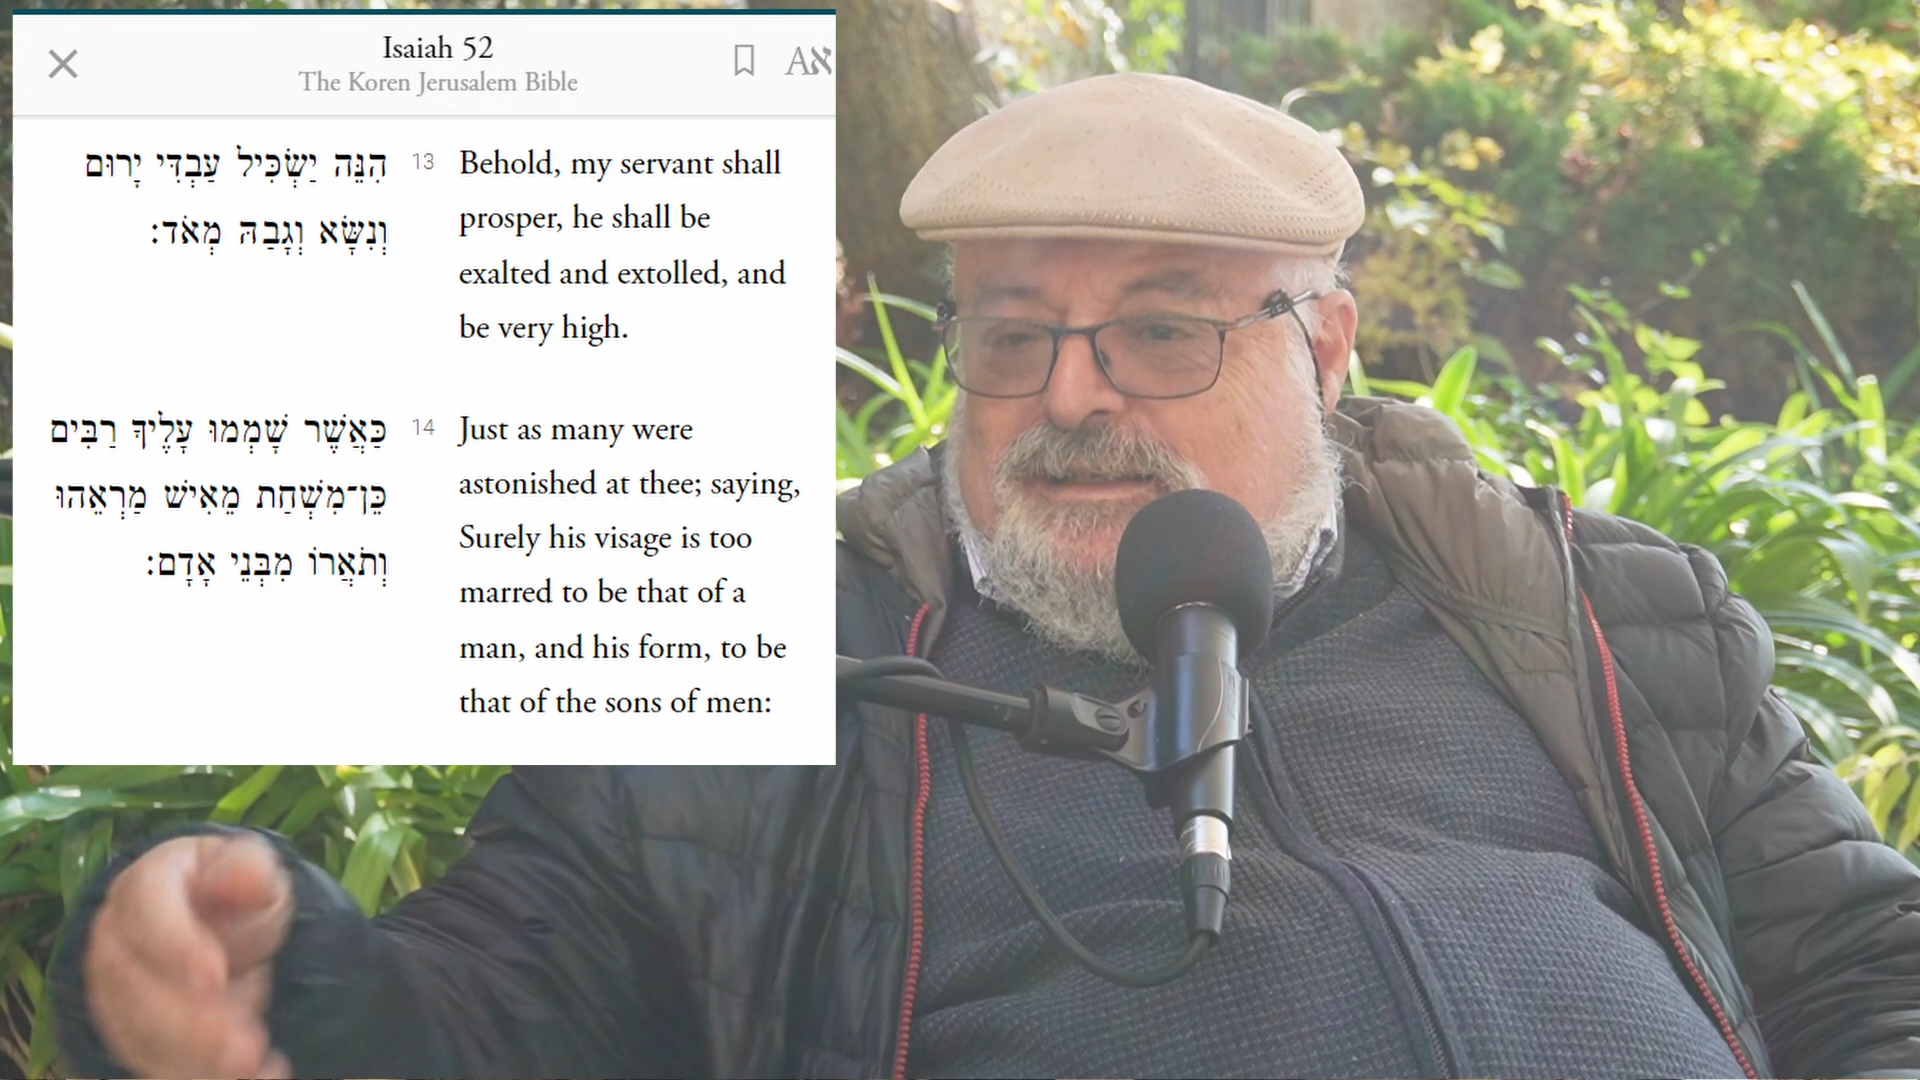 Isaiah 52
The Koren Jerusalem Bible
Aא
הִנֵּה יַשְׂכִּיל עַבְדִּי יָרוּם
וְנִשָּׂא וְגָבַהּ מְאֹד׃
13
Behold, my servant shall
prosper, he shall be
exalted and extolled, and
be very high.
כַּאֲשֶׁר שָׁמְמוּ עָלֶיךָ רַבִּים
כֵּן־מִשְׁחַת מֵאִישׁ מַרְאֵהוּ
וְתֹאֲרוֹ מִבְּנֵי אָדָם׃
14
Just as many were
astonished at thee; saying,
Surely his visage is too
marred to be that of a
man, and his form, to be
that of the sons of men: